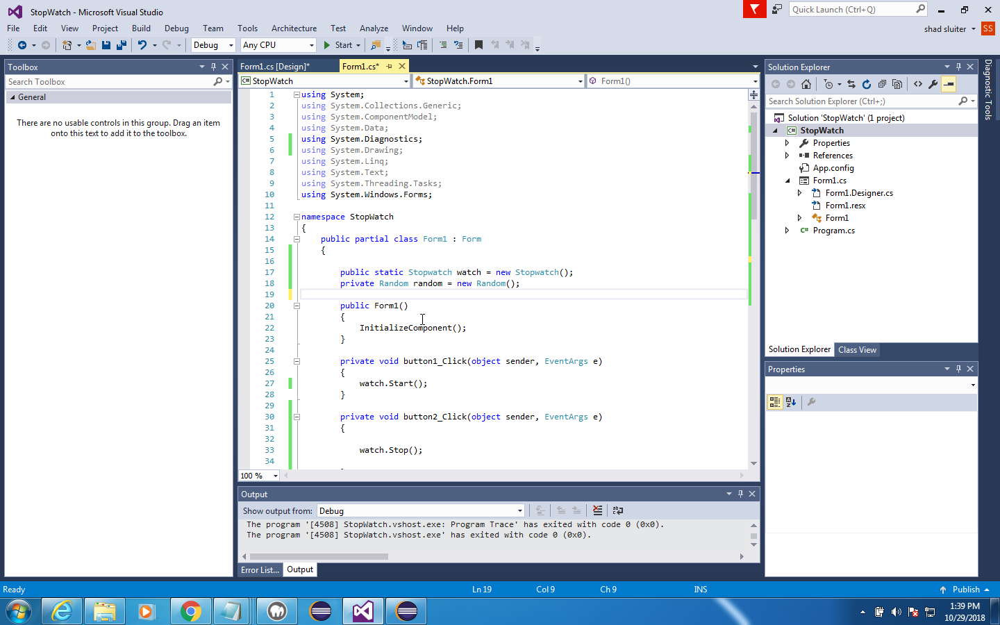 StopWatch - Microsoft Visual Studio
Quick Launch (Ctrl+Q)
File Edit View Project Build Debug Team Tools Architecture Test Analyze Window Help
shad sluiter SS
Debug Any CPU Start
Toolbox
Search Toolbox
General
There are no usable controls in this group. Drag an item
onto this text to add it to the toolbox.
Form1.cs [Design]* Form1.cs*
C# StopWatch StopWatch.Form1 Form1()
1 using System;
2 using System.Collections.Generic;
3 using System.ComponentModel;
4 using System.Data;
5 using System.Diagnostics;
6 using System.Drawing;
7 using System.Linq;
8 using System.Text;
9 using System.Threading.Tasks;
10 using System.Windows.Forms;
11
12 namespace StopWatch
13 {
14 public partial class Form1 : Form
15 {
16
17 public static Stopwatch watch = new Stopwatch();
18 private Random random = new Random();
19
20 public Form1()
21 {
22 InitializeComponent();
23 }
24
25 private void button1_Click(object sender, EventArgs e)
26 {
27 watch.Start();
28 }
29
30 private void button2_Click(object sender, EventArgs e)
31 {
32
33 watch.Stop();
34
100 %
Output
Show output from: Debug
The program '[4508] StopWatch.vshost.exe: Program Trace' has exited with code 0 (0x0).
The program '[4508] StopWatch.vshost.exe' has exited with code 0 (0x0).
Error List... Output
Solution Explorer
Search Solution Explorer (Ctrl+;)
Solution 'StopWatch' (1 project)
C# StopWatch
Properties
References
App.config
Form1.cs
Form1.Designer.cs
Form1.resx
Form1
C# Program.cs
Solution Explorer Class View
Properties
Diagnostic Tools
Ready Ln 19 Col 9 Ch 9 INS Publish
1:39 PM
10/29/2018